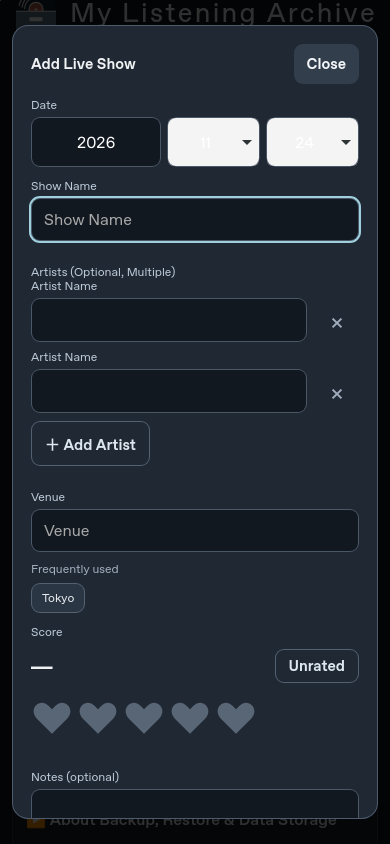 My Listening Archive
Add Live Show
Close
Date
2026
11
24
Show Name
Show Name
Artists (Optional, Multiple)
Artist Name
×
Artist Name
×
+ Add Artist
Venue
Venue
Frequently used
Tokyo
Score
—
Unrated
Notes (optional)
About Backup, Restore & Data Storage